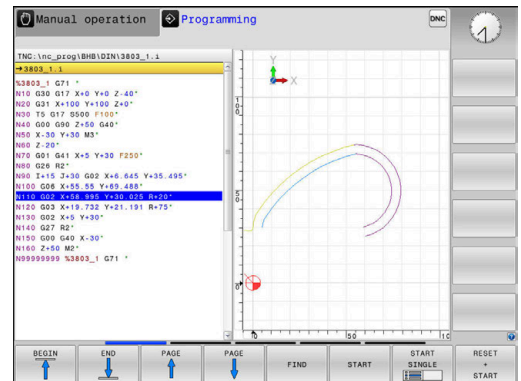 Manual operation
Programming
DNC
TNC:\nc_prog\BHB\DIN\3803_1.i
→3803_1.i
%3803_1 G71 *
N10 G30 G17 X+0 Y+0 Z-40*
N20 G31 X+100 Y+100 Z+0*
N30 T5 G17 S500 F100*
N40 G00 G90 Z+50 G40*
N50 X-30 Y+30 M3*
N60 Z-20*
N70 G01 G41 X+5 Y+30 F250*
N80 G26 R2*
N90 I+15 J+30 G02 X+6.645 Y+35.495*
N100 G06 X+55.55 Y+69.488*
N110 G02 X+58.995 Y+30.025 R+20*
N120 G03 X+19.732 Y+21.191 R+75*
N130 G02 X+5 Y+30*
N140 G27 R2*
N150 G00 G40 X-30*
N160 Z+50 M2*
N99999999 %3803_1 G71 *
Y
X
100
50
0
0
50
10
BEGIN
END
PAGE
PAGE
FIND
START
START
SINGLE
RESET
+
START